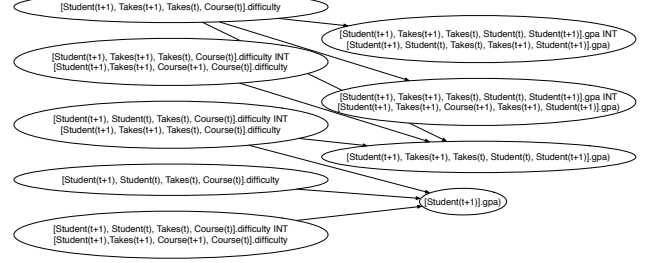 [Student(t+1), Takes(t+1), Takes(t), Course(t)].difficulty
[Student(t+1), Takes(t+1), Takes(t), Student(t), Student(t+1)].gpa INT
[Student(t+1), Student(t), Takes(t), Takes(t+1), Student(t+1)].gpa)
[Student(t+1), Takes(t+1), Takes(t), Course(t)].difficulty INT
[Student(t+1),Takes(t+1), Course(t+1), Course(t)].difficulty
[Student(t+1), Takes(t+1), Takes(t), Student(t), Student(t+1)].gpa INT
[Student(t+1), Takes(t+1), Course(t+1), Takes(t+1), Student(t+1)].gpa)
[Student(t+1), Student(t), Takes(t), Course(t)].difficulty INT
[Student(t+1), Takes(t+1), Takes(t), Course(t)].difficulty
[Student(t+1), Takes(t+1), Takes(t), Student(t), Student(t+1)].gpa)
[Student(t+1), Student(t), Takes(t), Course(t)].difficulty
[Student(t+1)].gpa)
[Student(t+1), Student(t), Takes(t), Course(t)].difficulty INT
[Student(t+1),Takes(t+1), Course(t+1), Course(t)].difficulty